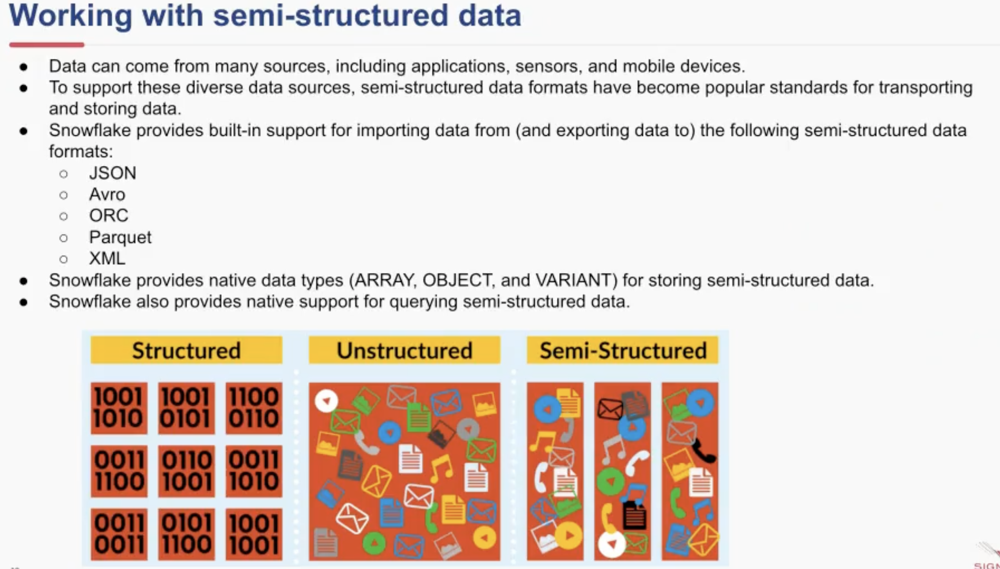 Working with semi-structured data
● Data can come from many sources, including applications, sensors, and mobile devices.
● To support these diverse data sources, semi-structured data formats have become popular standards for transporting
and storing data.
● Snowflake provides built-in support for importing data from (and exporting data to) the following semi-structured data
formats:
○ JSON
○ Avro
○ ORC
○ Parquet
○ XML
● Snowflake provides native data types (ARRAY, OBJECT, and VARIANT) for storing semi-structured data.
● Snowflake also provides native support for querying semi-structured data.
Structured Unstructured Semi-Structured
1001 1001 1100
1010 0101 0110
0011 0110 0011
1100 1001 1010
0011 0101 1001
0011 1100 1001